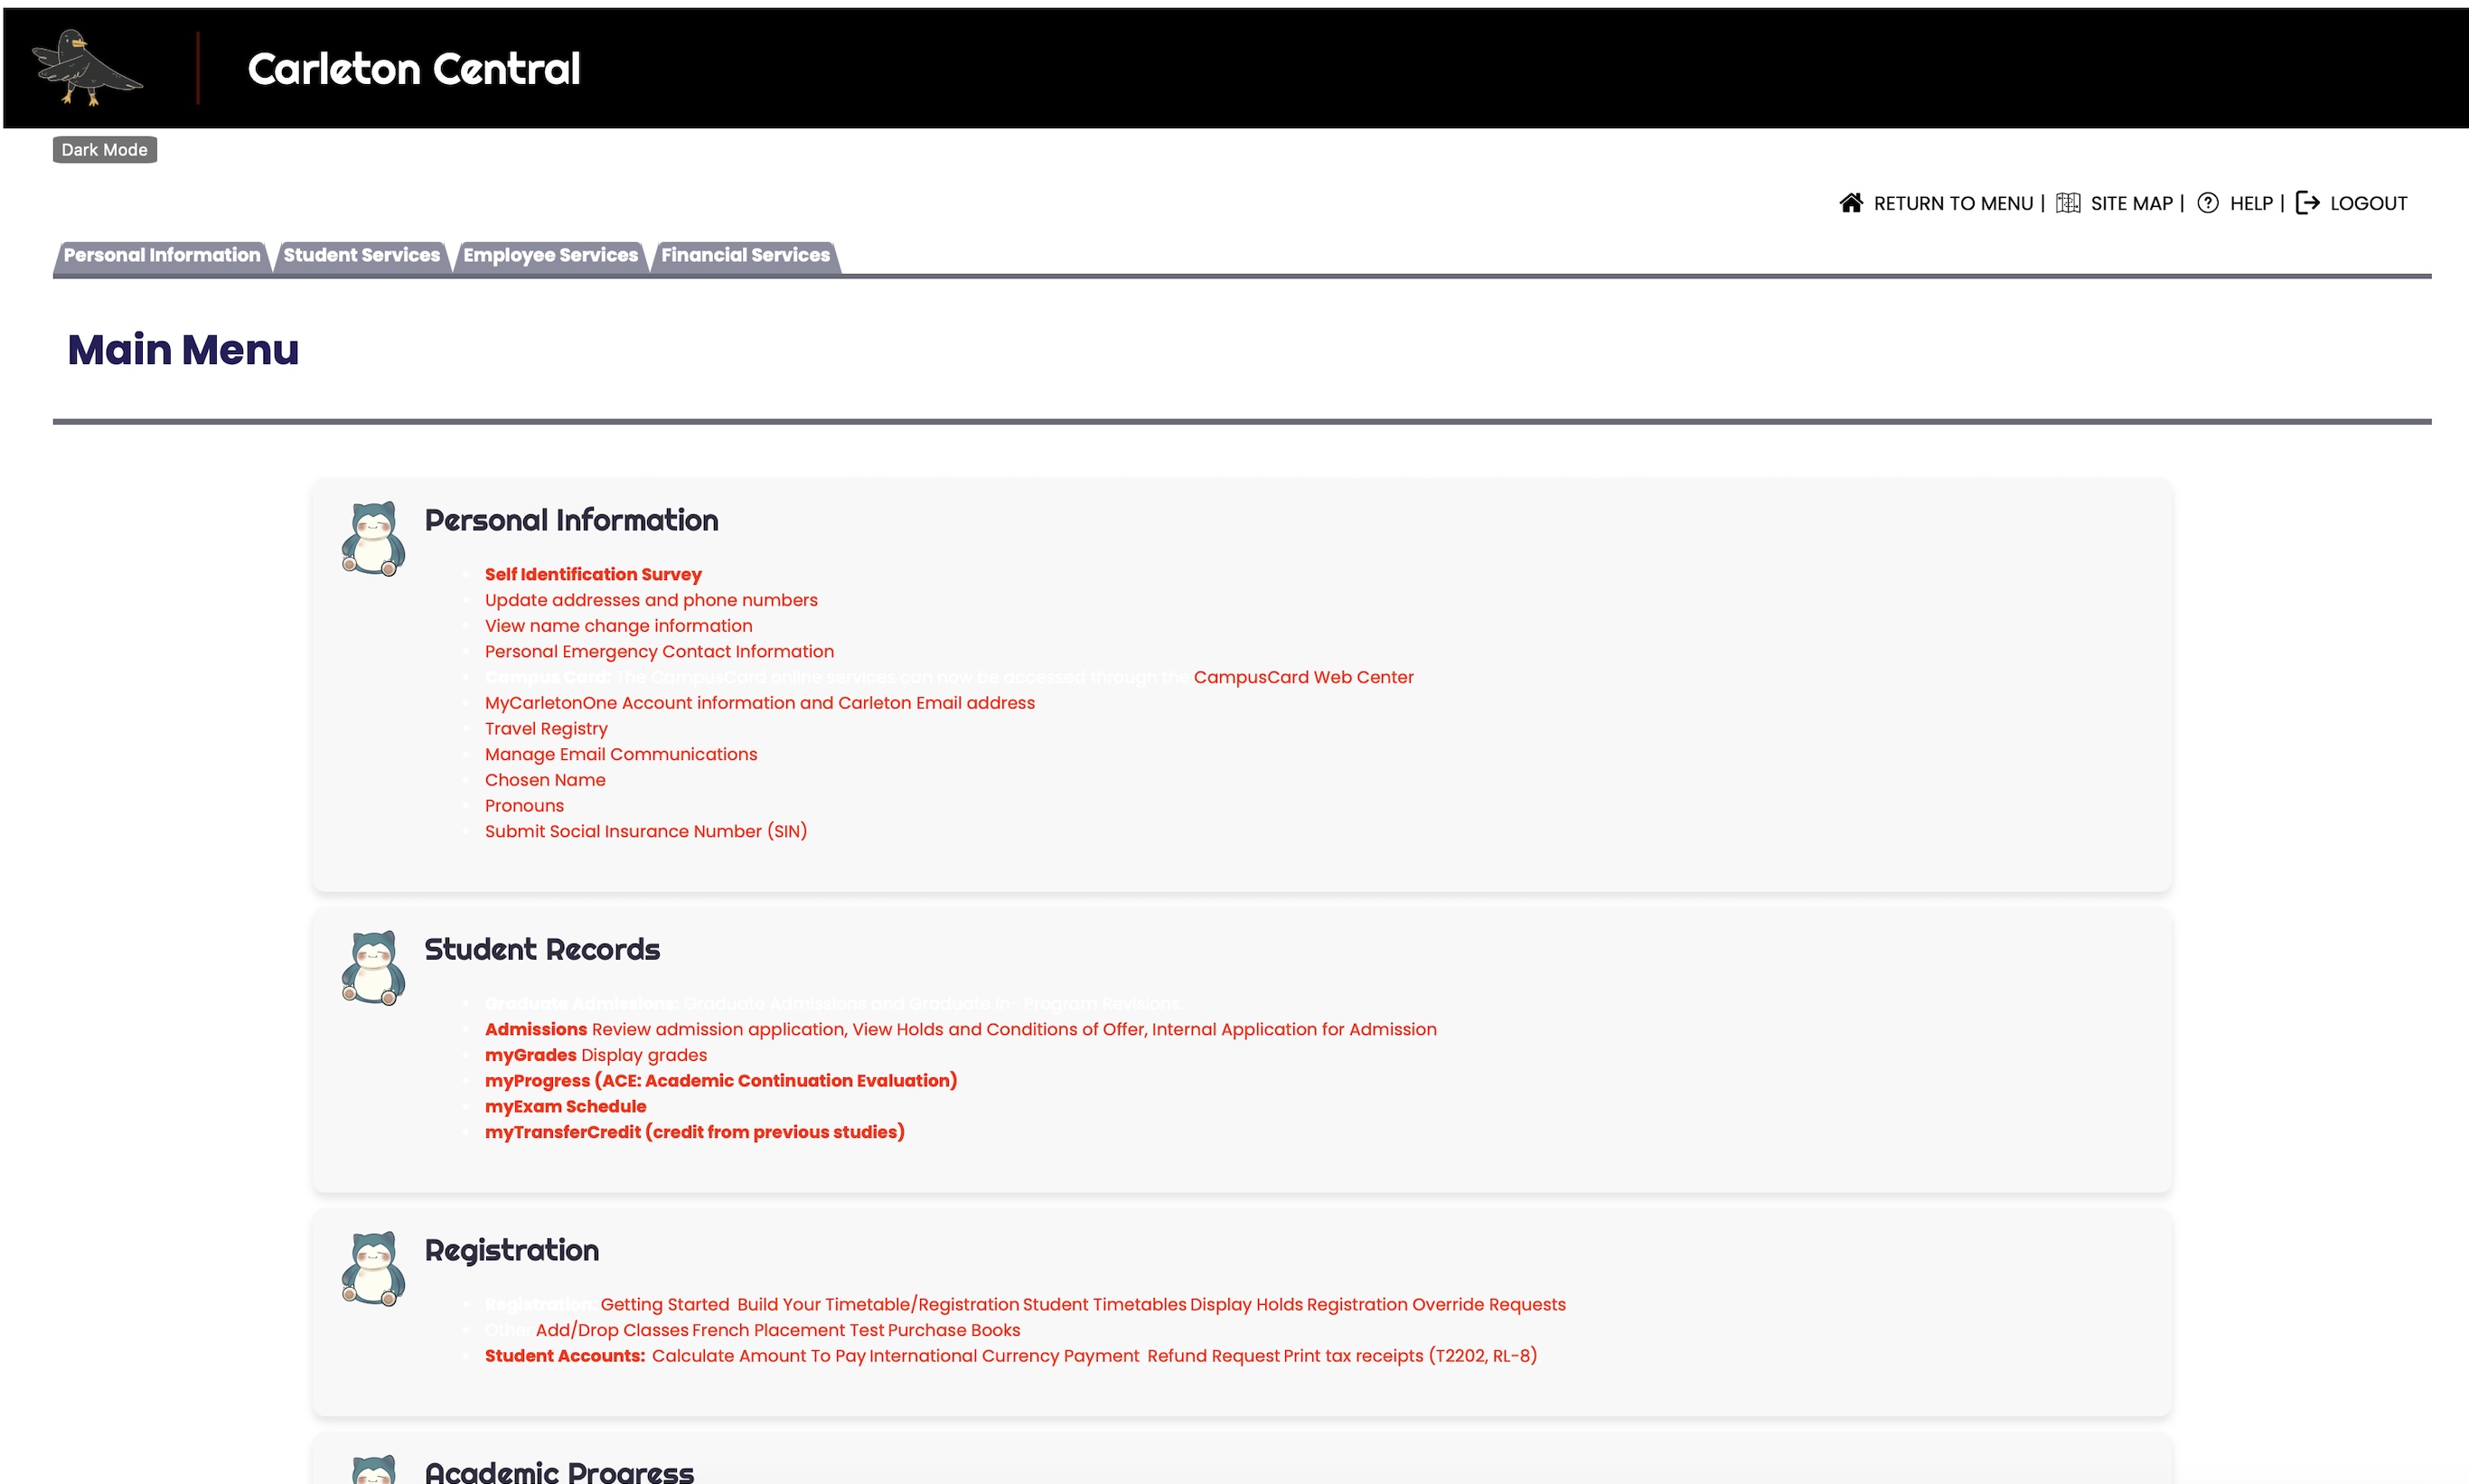 Carleton Central
Dark Mode
RETURN TO MENU | SITE MAP | HELP | LOGOUT
Personal Information Student Services Employee Services Financial Services
Main Menu
Personal Information
Self Identification Survey
Update addresses and phone numbers
View name change information
Personal Emergency Contact Information
Campus Card: The CampusCard online services can now be accessed through the CampusCard Web Center
MyCarletonOne Account information and Carleton Email address
Travel Registry
Manage Email Communications
Chosen Name
Pronouns
Submit Social Insurance Number (SIN)
Student Records
Graduate Admissions: Graduate Admissions and Graduate In- Program Revisions.
Admissions Review admission application, View Holds and Conditions of Offer, Internal Application for Admission
myGrades Display grades
myProgress (ACE: Academic Continuation Evaluation)
myExam Schedule
myTransferCredit (credit from previous studies)
Registration
Registration: Getting Started Build Your Timetable/Registration Student Timetables Display Holds Registration Override Requests
Other Add/Drop Classes French Placement Test Purchase Books
Student Accounts: Calculate Amount To Pay International Currency Payment Refund Request Print tax receipts (T2202, RL-8)
Academic Progress